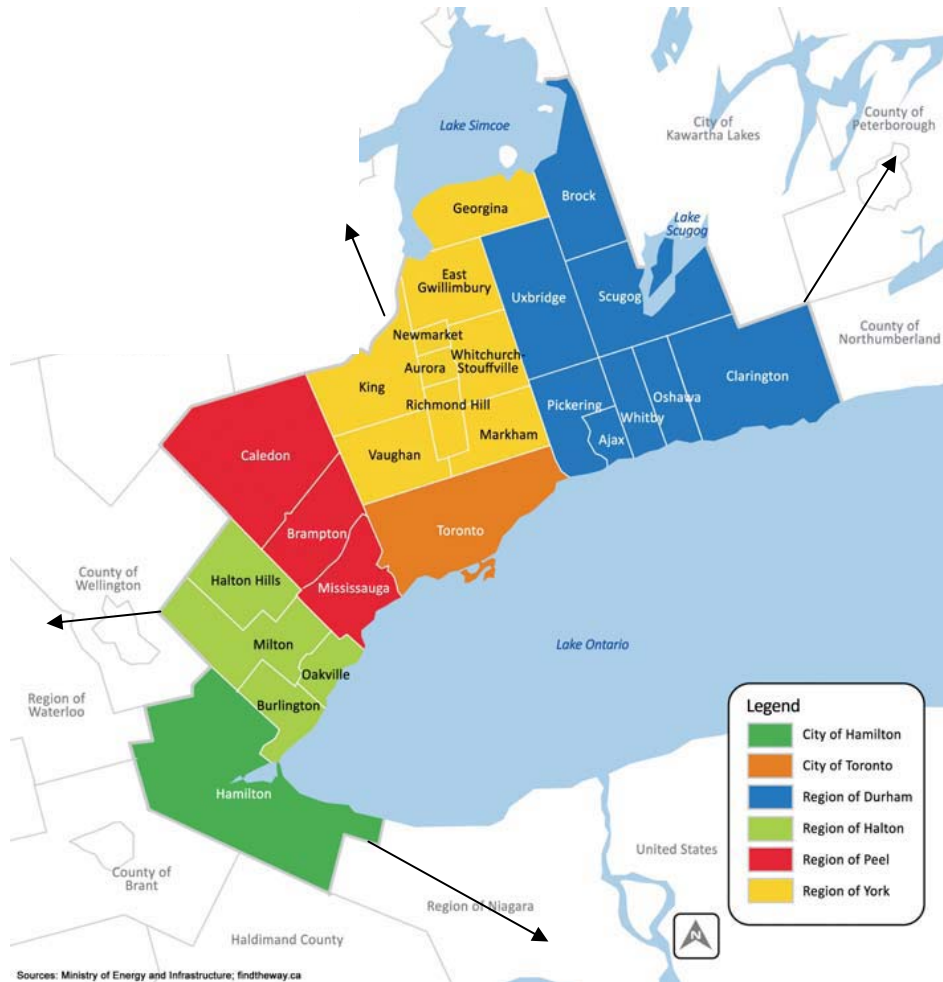 Lake Simcoe
City of
Kawartha Lakes
County of
Peterborough
Georgina
Brock
Lake
Scugog
East
Gwillimbury
Uxbridge
Scugog
Newmarket
County of
Northumberland
Aurora
Whitchurch-
Stouffville
King
Richmond Hill
Clarington
Pickering
Oshawa
Whitby
Ajax
Markham
Vaughan
Caledon
Brampton
Toronto
Mississauga
County of
Wellington
Halton Hills
Milton
Oakville
Lake Ontario
Region of
Waterloo
Burlington
Hamilton
County of
Brant
Haldimand County
Region of Niagara
United States
Legend
City of Hamilton
City of Toronto
Region of Durham
Region of Halton
Region of Peel
Region of York
N
Sources: Ministry of Energy and Infrastructure; findtheway.ca